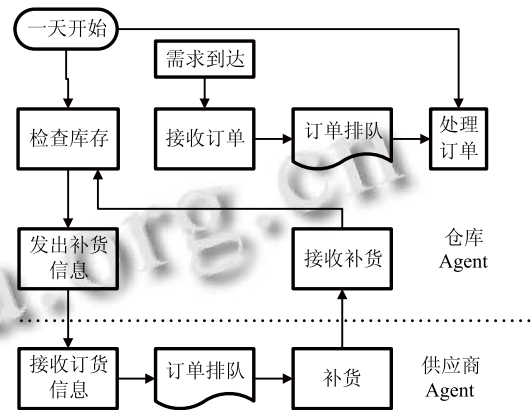 一天开始
需求到达
检查库存
接收订单
订单排队
处理
订单
发出补货
信息
接收补货
仓库
Agent
接收订货
信息
订单排队
补货
供应商
Agent
.org.cn